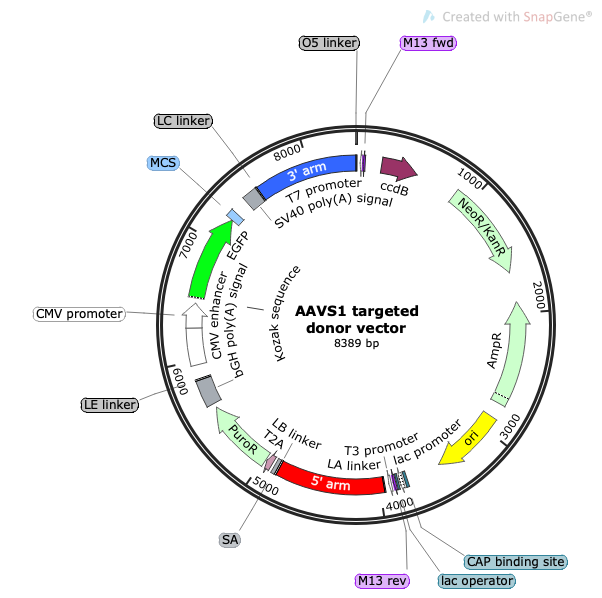 Created with SnapGene®
O5 linker
M13 fwd
LC linker
8000
MCS
3' arm
T7 promoter
SV40 poly(A) signal
ccdB
1000
NeoR/KanR
7000
EGFP
2000
CMV promoter
CMV enhancer
bGH poly(A) signal
Kozak sequence
AAVS1 targeted
donor vector
8389 bp
AmpR
6000
LE linker
3000
PuroR
T2A
LB linker
LA linker
T3 promoter
lac promoter
ori
5' arm
5000
4000
SA
CAP binding site
M13 rev
lac operator